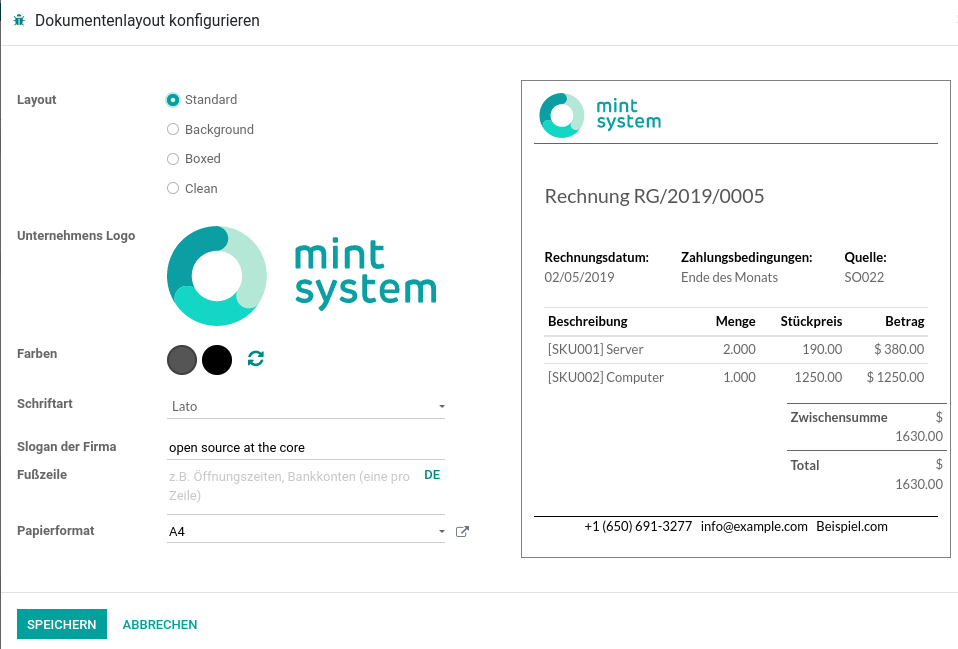 Dokumentenlayout konfigurieren
Layout
Standard
Background
Boxed
Clean
Unternehmens Logo
mint
system
Farben
Schriftart
Lato
Slogan der Firma
open source at the core
Fußzeile
z.B. Öffnungszeiten, Bankkonten (eine pro
Zeile)
DE
Papierformat
A4
SPEICHERN
ABBRECHEN
mint
system
Rechnung RG/2019/0005
Rechnungsdatum: Zahlungsbedingungen: Quelle:
02/05/2019 Ende des Monats SO022
Beschreibung Menge Stückpreis Betrag
[SKU001] Server 2.000 190.00 $ 380.00
[SKU002] Computer 1.000 1250.00 $ 1250.00
Zwischensumme $
1630.00
Total $
1630.00
+1 (650) 691-3277 info@example.com Beispiel.com